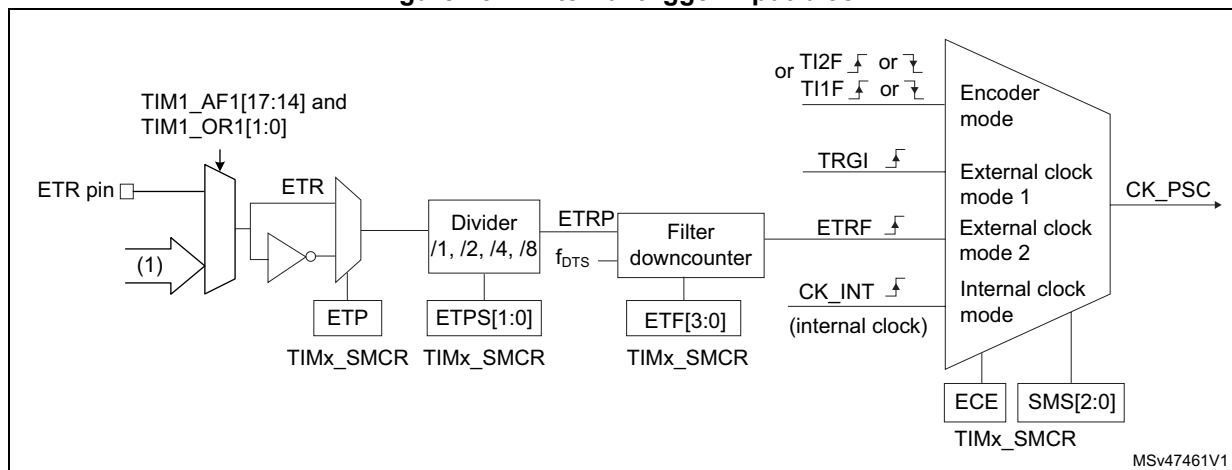 TIM1_AF1[17:14] and
TIM1_OR1[1:0]
ETR pin
(1)
ETR
ETP
TIMx_SMCR
Divider
/1, /2, /4, /8
ETPS[1:0]
TIMx_SMCR
ETRP
fDTS
Filter
downcounter
ETF[3:0]
TIMx_SMCR
or TI2F or
TI1F or
Encoder
mode
TRGI
External clock
mode 1
ETRF
External clock
mode 2
CK_INT
(internal clock)
Internal clock
mode
CK_PSC
ECE
SMS[2:0]
TIMx_SMCR
MSv47461V1